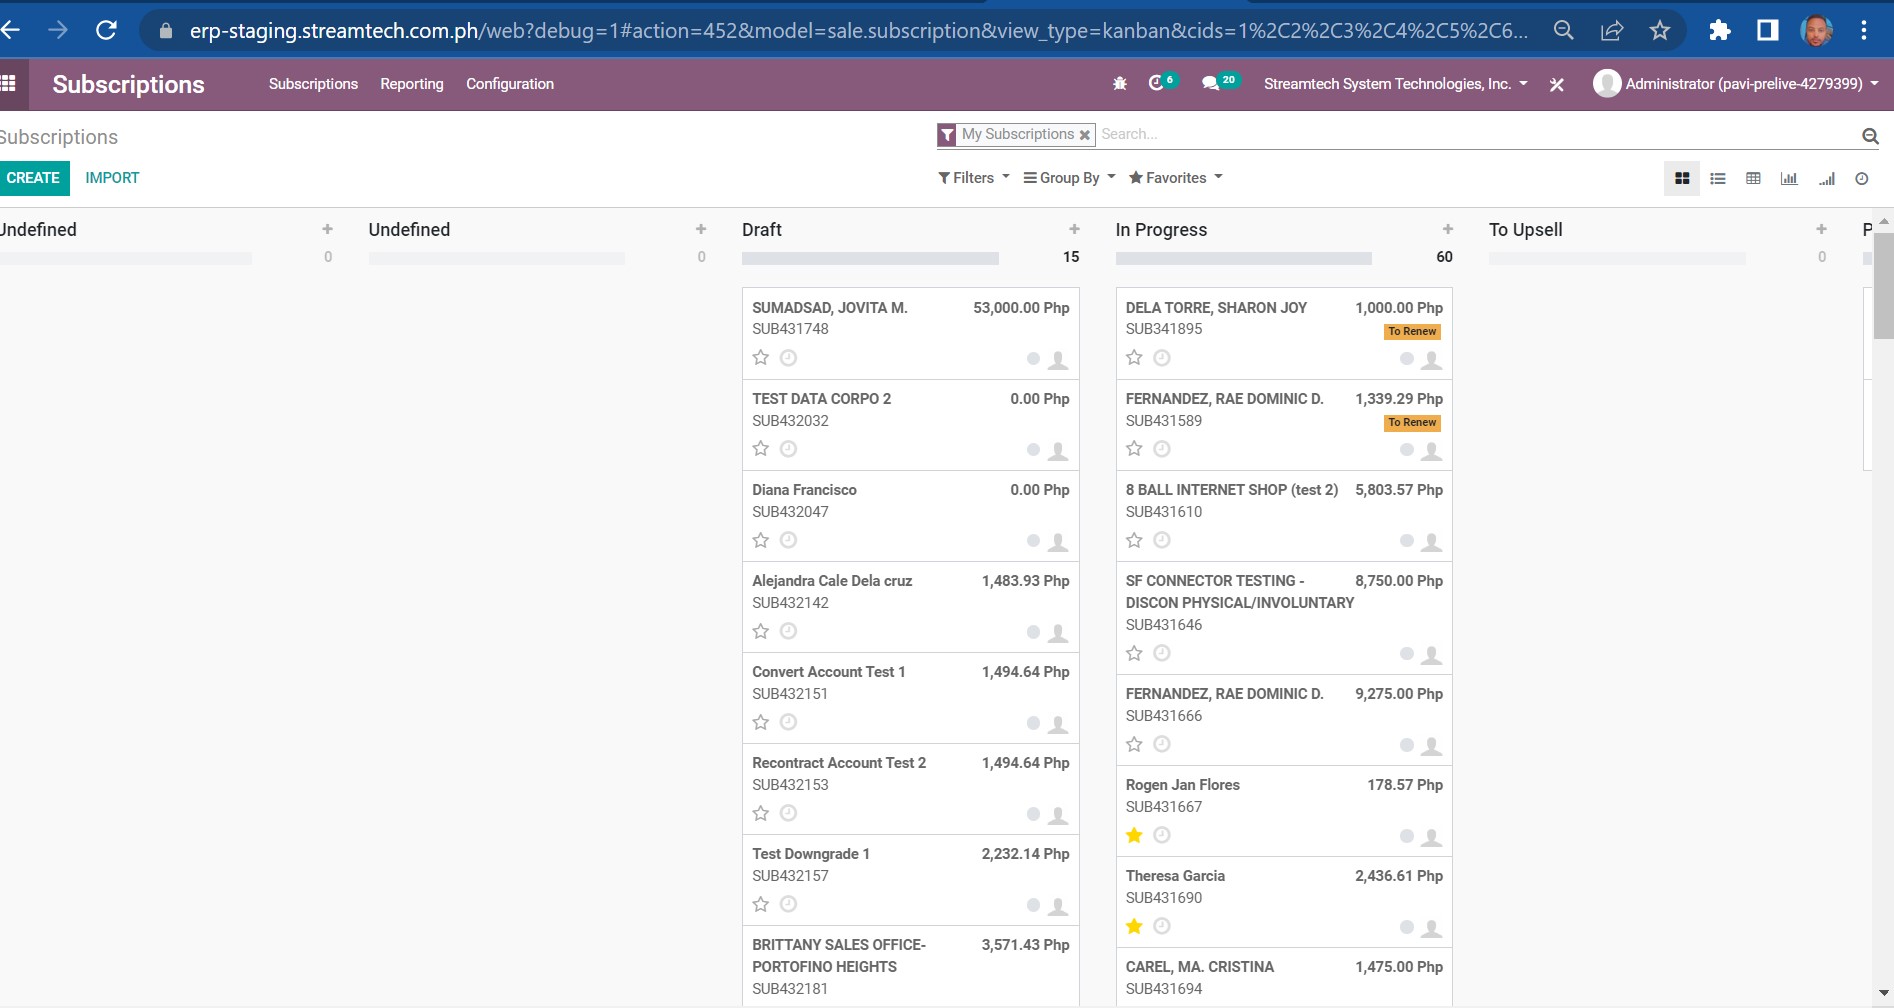 erp-staging.streamtech.com.ph/web?debug=1#action=452&model=sale.subscription&view_type=kanban&cids=1%2C2%2C3%2C4%2C5%2C6...
Subscriptions
Subscriptions Reporting Configuration
6 20 Streamtech System Technologies, Inc. Administrator (pavi-prelive-4279399)
Subscriptions
My Subscriptions Search...
CREATE IMPORT
Filters Group By Favorites
Undefined
0
Undefined
0
Draft
15
SUMADSAD, JOVITA M. 53,000.00 Php
SUB431748
TEST DATA CORPO 2 0.00 Php
SUB432032
Diana Francisco 0.00 Php
SUB432047
Alejandra Cale Dela cruz 1,483.93 Php
SUB432142
Convert Account Test 1 1,494.64 Php
SUB432151
Recontract Account Test 2 1,494.64 Php
SUB432153
Test Downgrade 1 2,232.14 Php
SUB432157
BRITTANY SALES OFFICE- 3,571.43 Php
PORTOFINO HEIGHTS
SUB432181
In Progress
60
DELA TORRE, SHARON JOY 1,000.00 Php
SUB341895 To Renew
FERNANDEZ, RAE DOMINIC D. 1,339.29 Php
SUB431589 To Renew
8 BALL INTERNET SHOP (test 2) 5,803.57 Php
SUB431610
SF CONNECTOR TESTING - 8,750.00 Php
DISCON PHYSICAL/INVOLUNTARY
SUB431646
FERNANDEZ, RAE DOMINIC D. 9,275.00 Php
SUB431666
Rogen Jan Flores 178.57 Php
SUB431667
Theresa Garcia 2,436.61 Php
SUB431690
CAREL, MA. CRISTINA 1,475.00 Php
SUB431694
To Upsell
0
P